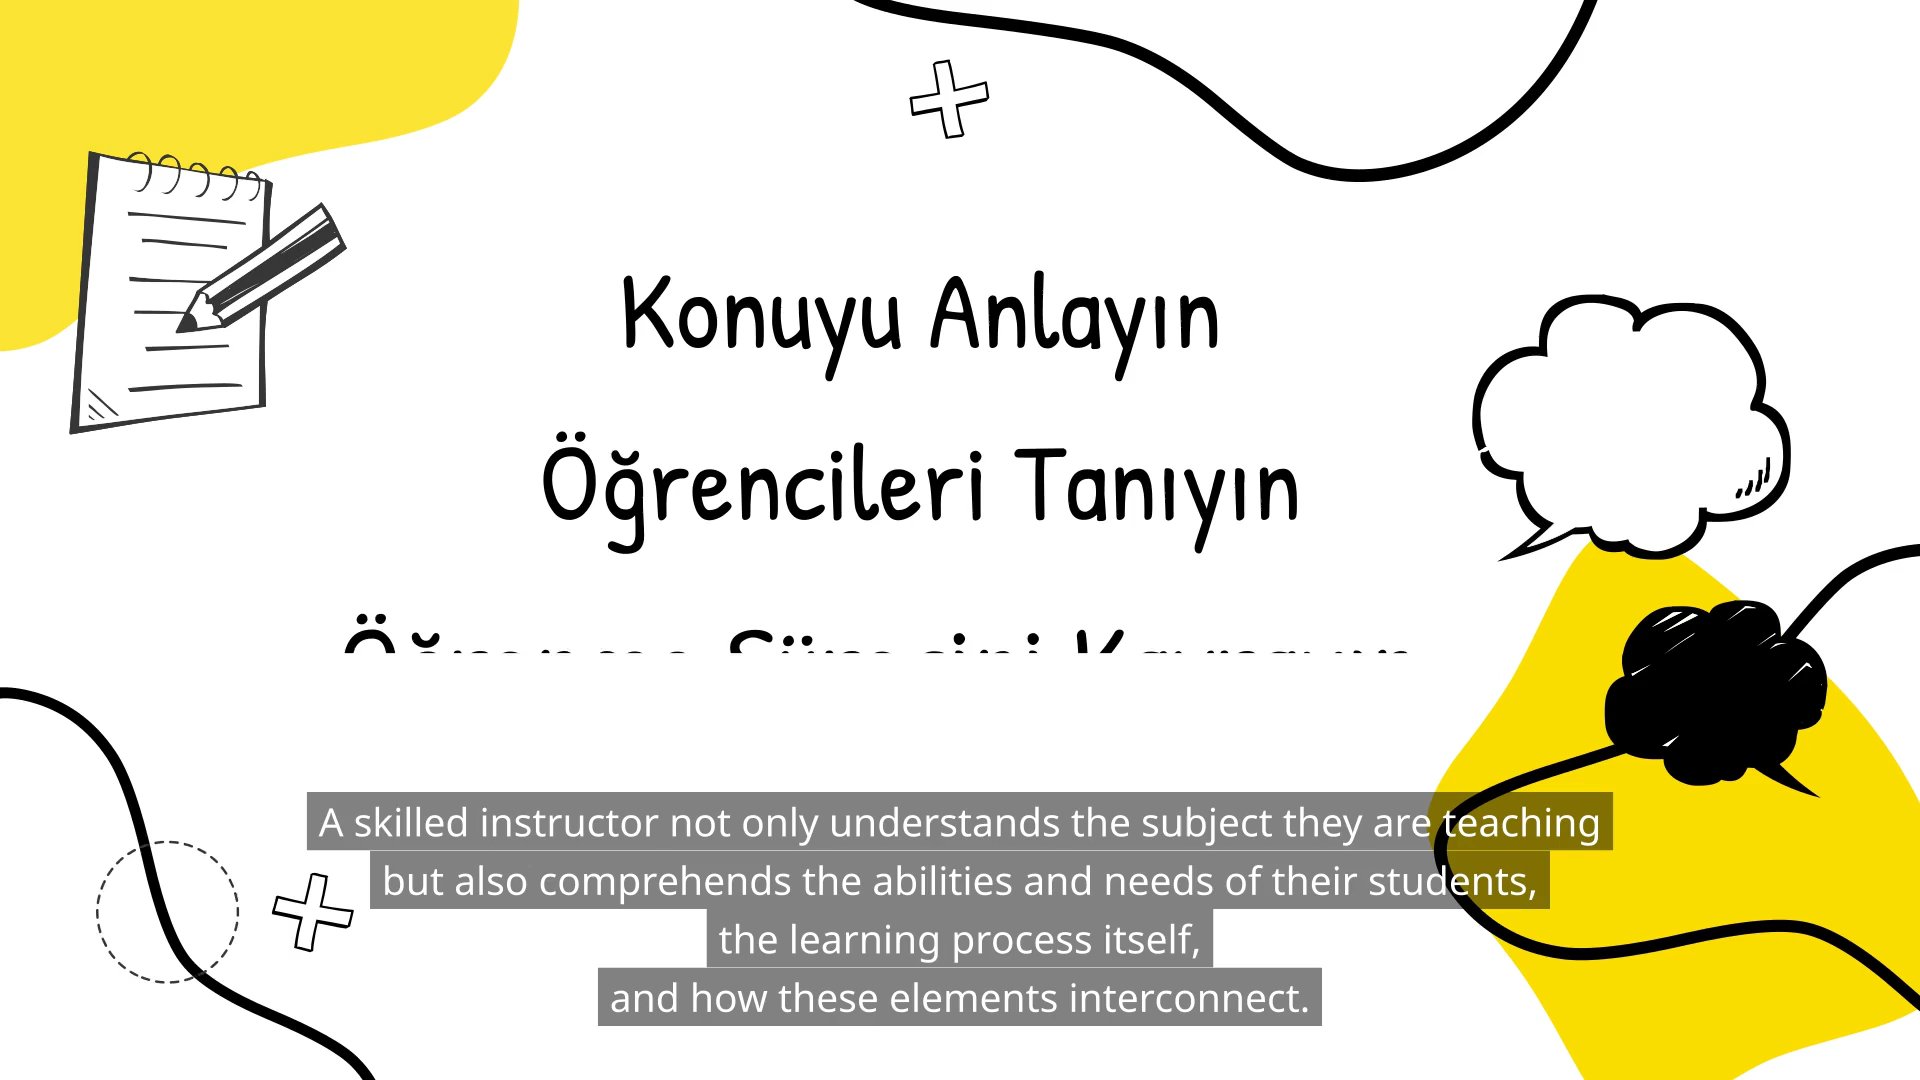 Konuyu Anlayın
Öğrencileri Tanıyın
A skilled instructor not only understands the subject they are teaching
but also comprehends the abilities and needs of their students,
the learning process itself,
and how these elements interconnect.